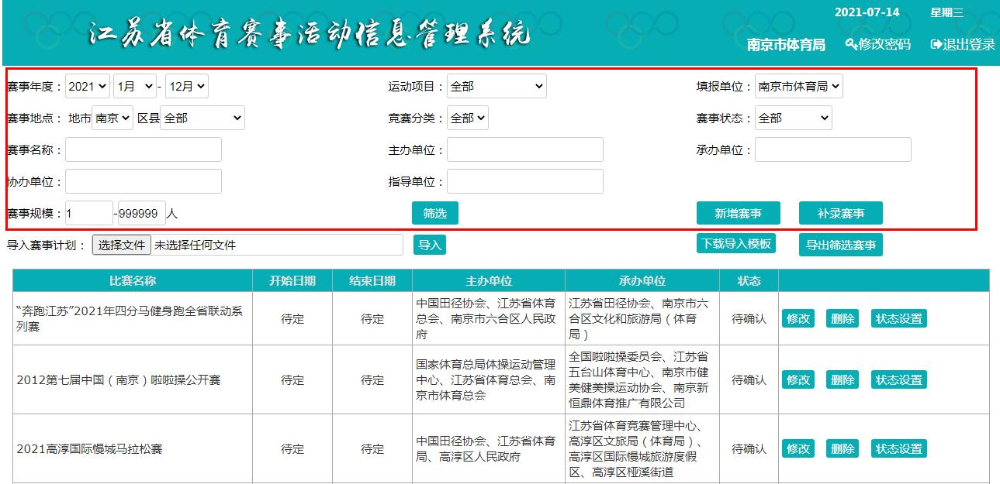 2021-07-14 星期三
江苏省体育赛事活动信息管理系统
南京市体育局 修改密码 退出登录
赛事年度： 2021 1月 - 12月 运动项目： 全部 填报单位： 南京市体育局
赛事地点： 地市 南京 区县 全部 竞赛分类： 全部 赛事状态： 全部
赛事名称： 主办单位： 承办单位：
协办单位： 指导单位：
赛事规模： 1 - 999999 人 筛选 新增赛事 补录赛事
导入赛事计划： 选择文件 未选择任何文件 导入 下载导入模板 导出筛选赛事
比赛名称 开始日期 结束日期 主办单位 承办单位 状态
“奔跑江苏”2021年四分马健身跑全省联动系
列赛
待定
待定
中国田径协会、江苏省体育
总会、南京市六合区人民政
府
江苏省田径协会、南京市六
合区文化和旅游局（体育
局）
待确认
修改 删除 状态设置
2012第七届中国（南京）啦啦操公开赛
待定
待定
国家体育总局体操运动管理
中心、江苏省体育总会、南
京市体育总会
全国啦啦操委员会、江苏省
五台山体育中心、南京市健
美健美操运动协会、南京新
恒鼎体育推广有限公司
待确认
修改 删除 状态设置
2021高淳国际慢城马拉松赛
待定
待定
中国田径协会、江苏省体育
局、高淳区人民政府
江苏省体育竞赛管理中心、
高淳区文旅局（体育局）、
高淳区国际慢城旅游度假
区、高淳区桠溪街道
待确认
修改 删除 状态设置